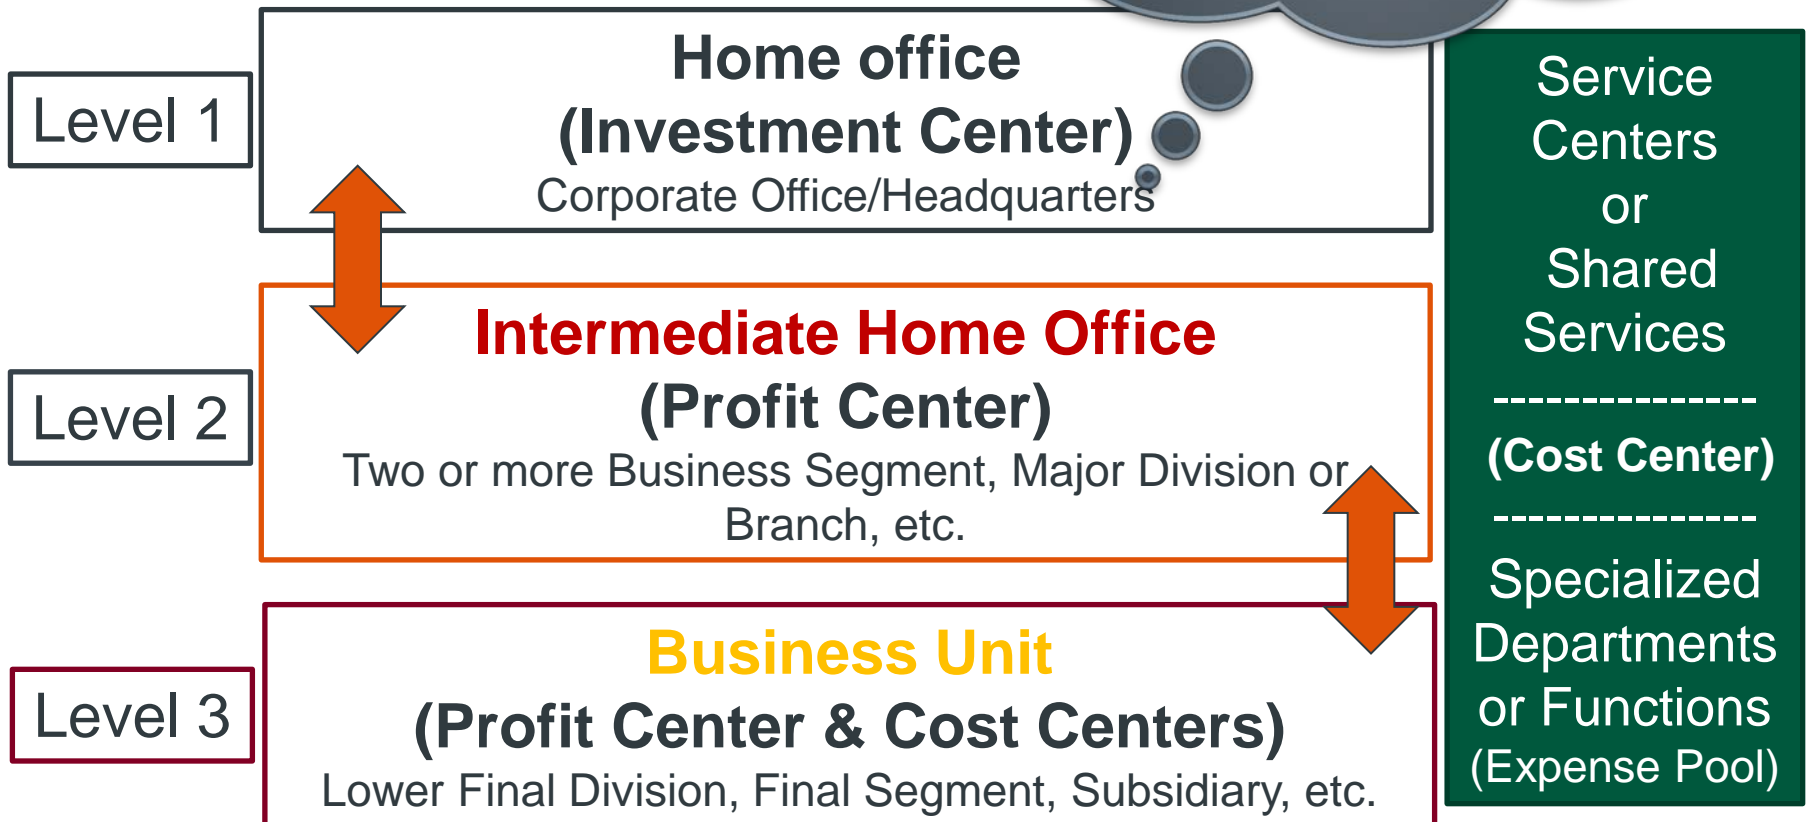 Level 1
Home office
(Investment Center)
Corporate Office/Headquarters
Level 2
Intermediate Home Office
(Profit Center)
Two or more Business Segment, Major Division or
Branch, etc.
Level 3
Business Unit
(Profit Center & Cost Centers)
Lower Final Division, Final Segment, Subsidiary, etc.
Service
Centers
or
Shared
Services
---------------
(Cost Center)
---------------
Specialized
Departments
or Functions
(Expense Pool)